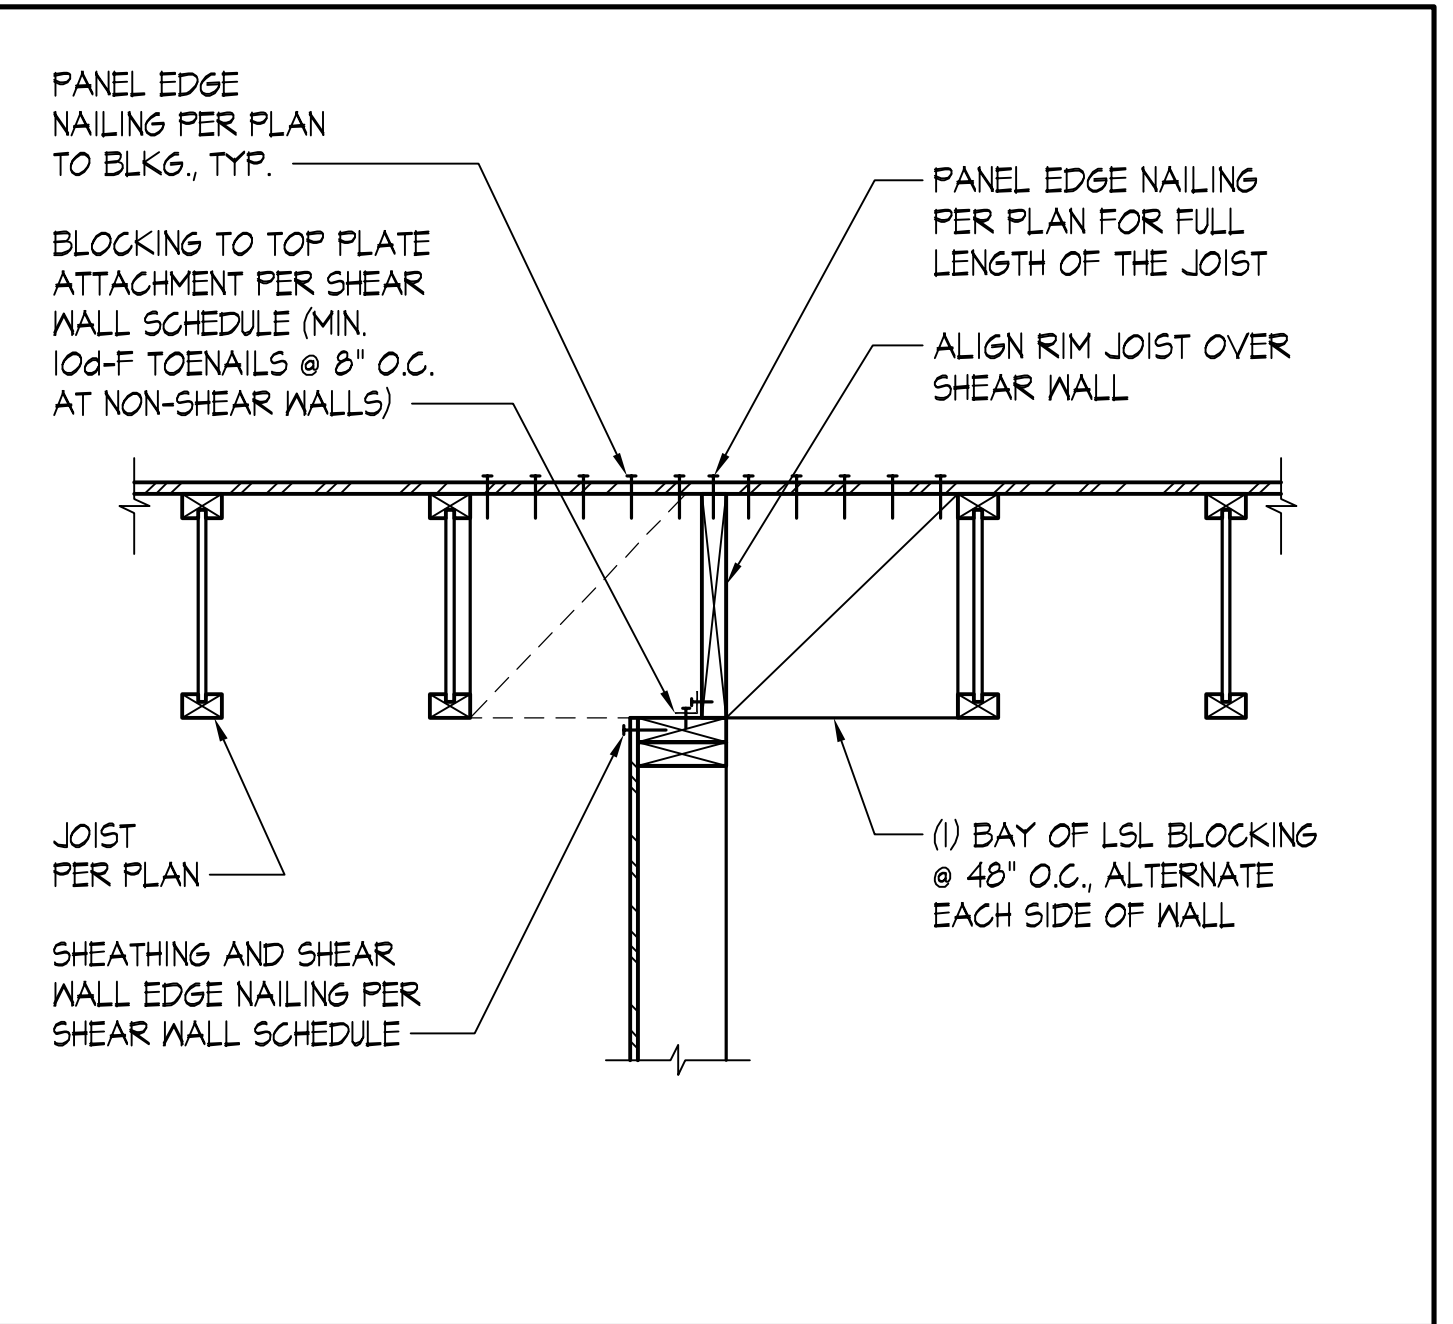 PANEL EDGE
NAILING PER PLAN
TO BLKG., TYP.
BLOCKING TO TOP PLATE
ATTACHMENT PER SHEAR
WALL SCHEDULE (MIN.
10d-F TOENAILS @ 8" O.C.
AT NON-SHEAR WALLS)
JOIST
PER PLAN
SHEATHING AND SHEAR
WALL EDGE NAILING PER
SHEAR WALL SCHEDULE
PANEL EDGE NAILING
PER PLAN FOR FULL
LENGTH OF THE JOIST
ALIGN RIM JOIST OVER
SHEAR WALL
(1) BAY OF LSL BLOCKING
@ 48" O.C., ALTERNATE
EACH SIDE OF WALL